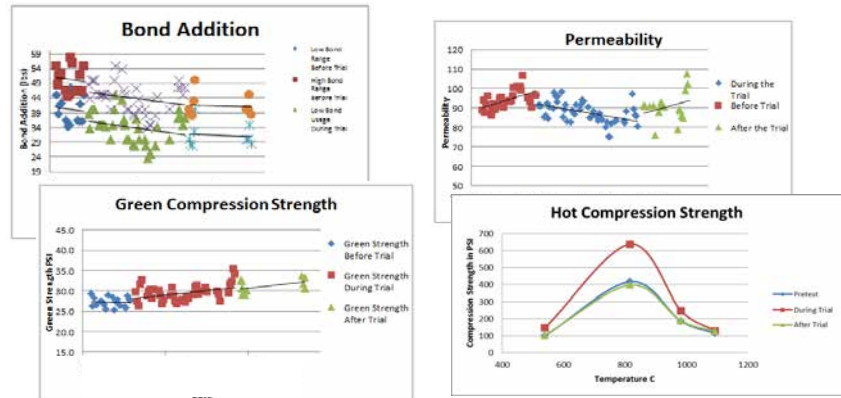 Bond Addition
Bond Addition (lbs)
59
54
49
44
39
34
29
24
19
Low Bond
Range
Before Trial
High Bond
Range
Before Trial
Low Bond
Usage
During Trial
Permeability
Permeability
120
110
100
90
80
70
60
50
During the
Trial
Before Trial
After the Trial
Green Compression Strength
Green Strength PSI
45.0
40.0
35.0
30.0
25.0
20.0
15.0
Green Strength
Before Trial
Green Strength
During Trial
Green Strength
After Trial
Hot Compression Strength
Compression Strength in PSI
700
600
500
400
300
200
100
0
400
600
800
1000
1200
Temperature C
Pretest
During Trial
After Trial